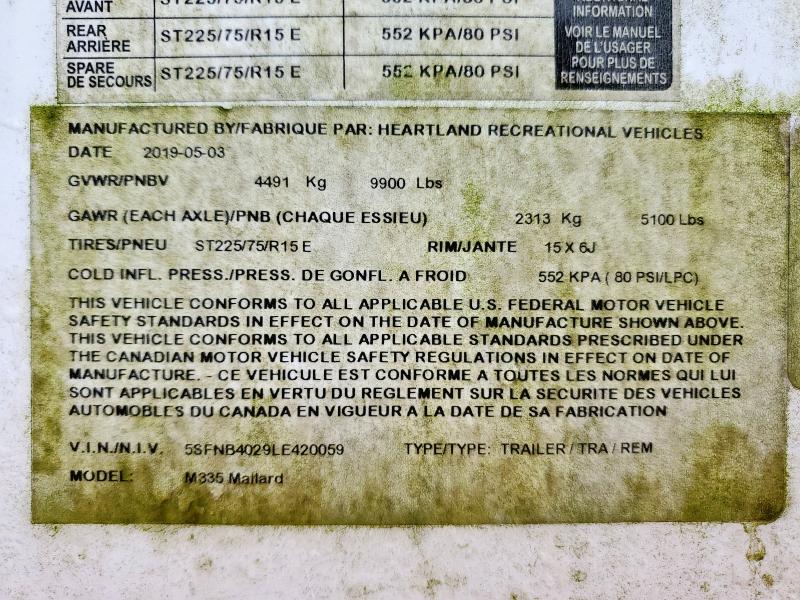 AVANT ST225/75/R15 E 552 KPA/80 PSI
INFORMATION
REAR ST225/75/R15 E 552 KPA/80 PSI
ARRIÈRE
SPARE ST225/75/R15 E 552 KPA/80 PSI
DE SECOURS
VOIR LE MANUEL
DE L'USAGER
POUR PLUS DE
RENSEIGNEMENTS
MANUFACTURED BY/FABRIQUE PAR: HEARTLAND RECREATIONAL VEHICLES
DATE 2019-05-03
GVWR/PNBV 4491 Kg 9900 Lbs
GAWR (EACH AXLE)/PNB (CHAQUE ESSIEU) 2313 Kg 5100 Lbs
TIRES/PNEU ST225/75/R15 E RIM/JANTE 15 X 6J
COLD INFL. PRESS./PRESS. DE GONFL. A FROID 552 KPA ( 80 PSI/LPC)
THIS VEHICLE CONFORMS TO ALL APPLICABLE U.S. FEDERAL MOTOR VEHICLE
SAFETY STANDARDS IN EFFECT ON THE DATE OF MANUFACTURE SHOWN ABOVE.
THIS VEHICLE CONFORMS TO ALL APPLICABLE STANDARDS PRESCRIBED UNDER
THE CANADIAN MOTOR VEHICLE SAFETY REGULATIONS IN EFFECT ON DATE OF
MANUFACTURE. - CE VEHICULE EST CONFORME A TOUTES LES NORMES QUI LUI
SONT APPLICABLES EN VERTU DU REGLEMENT SUR LA SECURITE DES VEHICLES
AUTOMOBLES DU CANADA EN VIGUEUR A LA DATE DE SA FABRICATION
V.I.N./N.I.V. 5SFNB4029LE420059 TYPE/TYPE: TRAILER / TRA / REM
MODEL: M335 Mallard